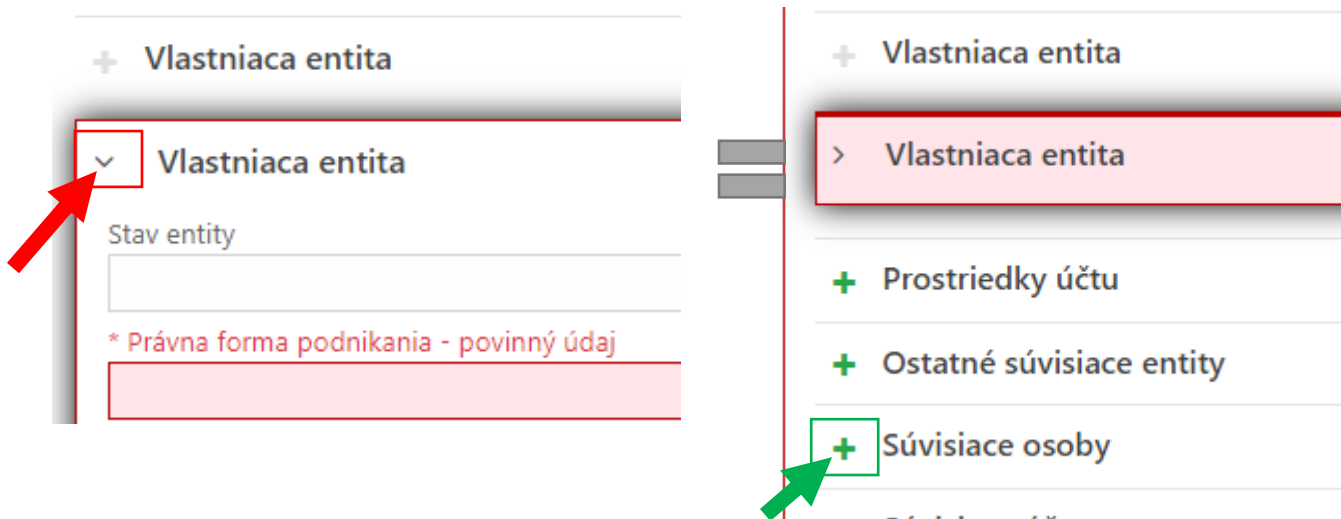 Vlastniaca entita
Vlastniaca entita
Stav entity
* Právna forma podnikania - povinný údaj
Vlastniaca entita
Vlastniaca entita
Prostriedky účtu
Ostatné súvisiace entity
Súvisiace osoby